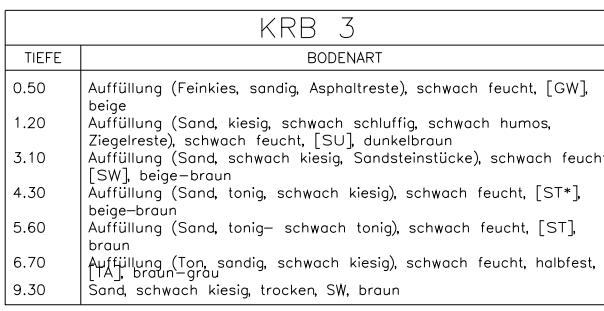 KRB 3
TIEFE BODENART
0.50 Auffüllung (Feinkies, sandig, Asphaltreste), schwach feucht, [GW],
beige
1.20 Auffüllung (Sand, kiesig, schwach schluffig, schwach humos,
Ziegelreste), schwach feucht, [SU], dunkelbraun
3.10 Auffüllung (Sand, schwach kiesig, Sandsteinstücke), schwach feucht
[SW], beige-braun
4.30 Auffüllung (Sand, tonig, schwach kiesig), schwach feucht, [ST*],
beige-braun
5.60 Auffüllung (Sand, tonig- schwach tonig), schwach feucht, [ST],
braun
6.70 Auffüllung (Ton, sandig, schwach kiesig), schwach feucht, halbfest,
[TA], braun-grau
9.30 Sand, schwach kiesig, trocken, SW, braun